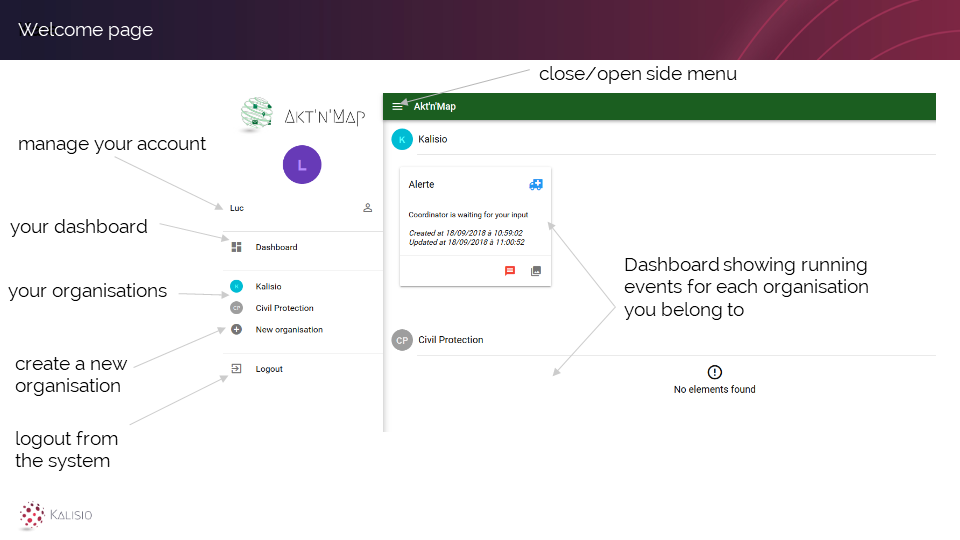 Welcome page
close/open side menu
AKT'N'MAP
Akt'n'Map
K
Kalisio
manage your account
L
Alerte
Luc
Coordinator is waiting for your input
your dashboard
Created at 18/09/2018 à 10:59:02
Updated at 18/09/2018 à 11:00:52
Dashboard
Dashboard showing running
events for each organisation
you belong to
your organisations
K
Kalisio
CP
Civil Protection
New organisation
CP
Civil Protection
create a new
organisation
Logout
No elements found
logout from
the system
KALISIO